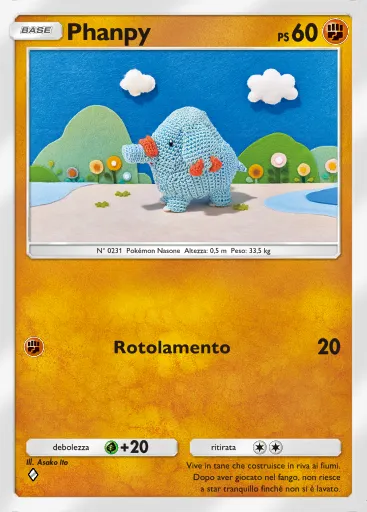 BASE Phanpy PS 60
N° 0231 Pokémon Nasone Altezza: 0,5 m Peso: 33,5 kg
Rotolamento 20
debolezza +20 ritirata
Ill. Asako Ito
Vive in tane che costruisce in riva ai fiumi.
Dopo aver giocato nel fango, non riesce
a star tranquillo finché non si è lavato.